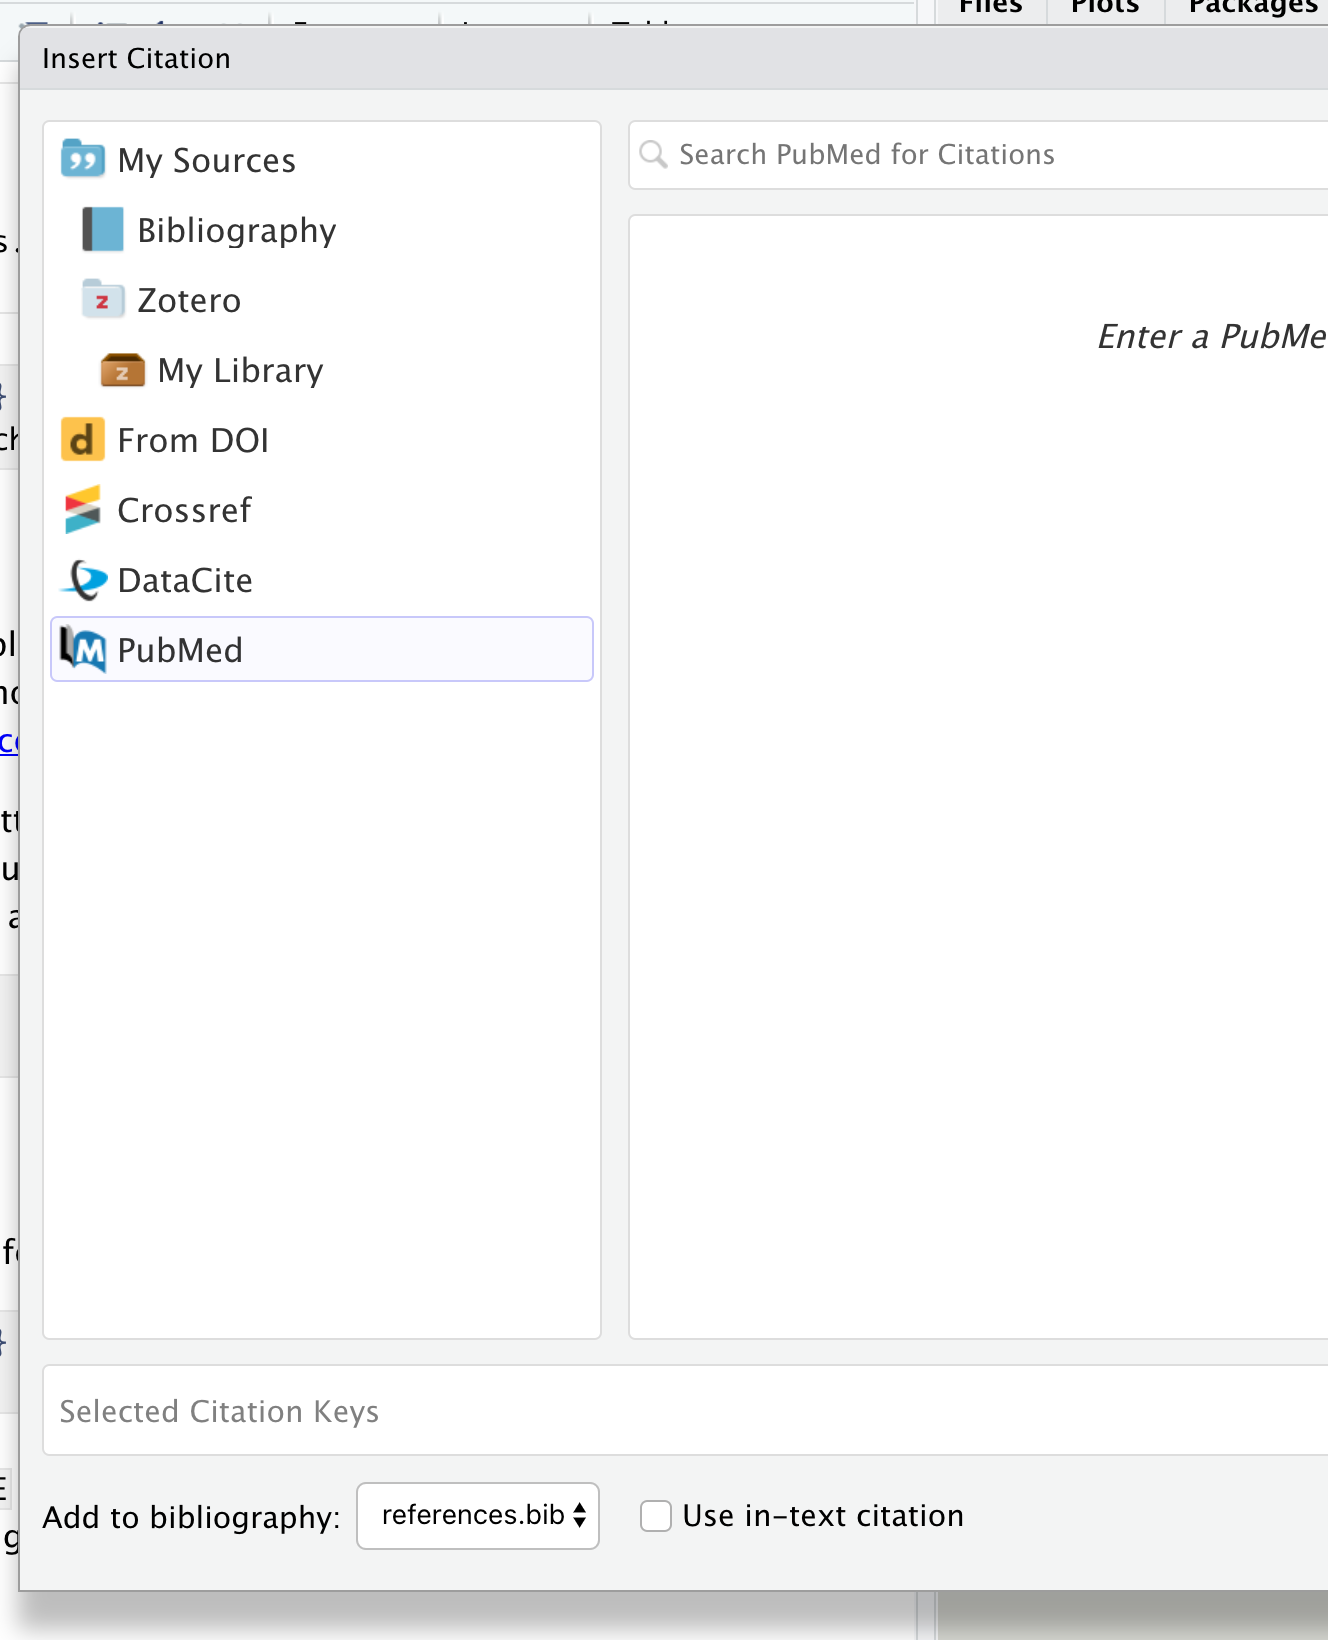 Files Plots Packages
Insert Citation
My Sources
Bibliography
Zotero
My Library
From DOI
Crossref
DataCite
PubMed
Search PubMed for Citations
Enter a PubMe
Selected Citation Keys
Add to bibliography: references.bib Use in-text citation